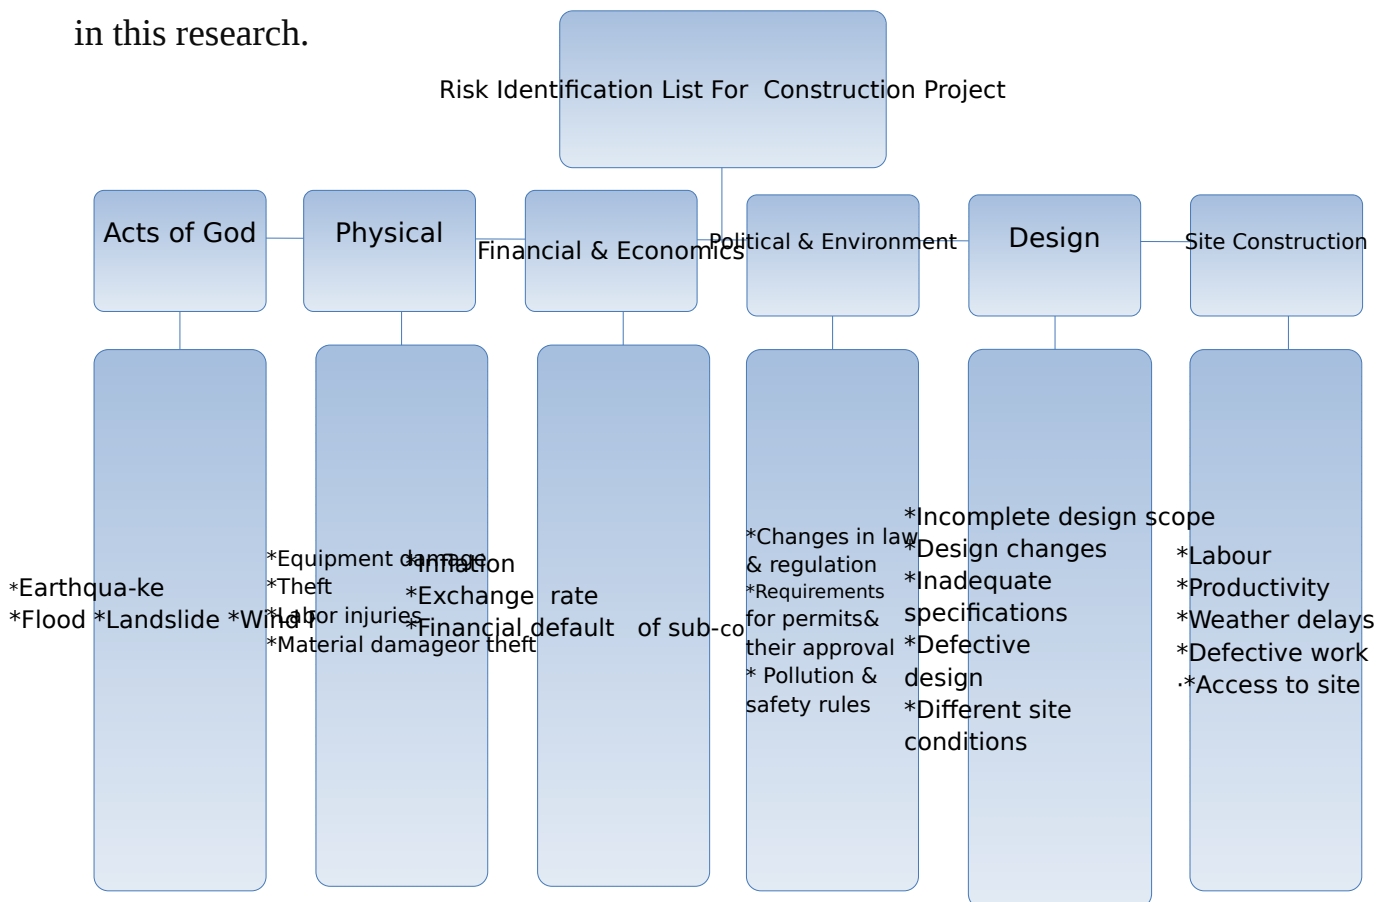 in this research.
Risk Identification List For Construction Project
Acts of God
Physical
Financial & Economics
Political & Environment
Design
Site Construction
*Earthqua-ke
*Flood *Landslide *Wind
*Equipment damage
*Theft
*Labor injuries
*Material damageor theft
*Inflation
*Exchange rate
*Financial default of sub-co
*Changes in law
& regulation
*Requirements
for permits&
their approval
* Pollution &
safety rules
*Incomplete design scope
*Design changes
*Inadequate
specifications
*Defective
design
*Different site
conditions
*Labour
*Productivity
*Weather delays
*Defective work
·*Access to site